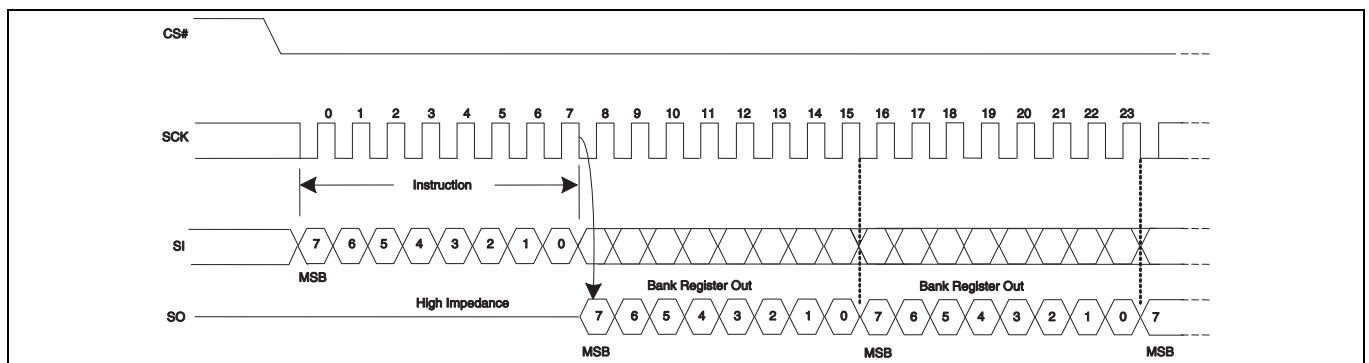 CS#
0 1 2 3 4 5 6 7 8 9 10 11 12 13 14 15 16 17 18 19 20 21 22 23
SCK
Instruction
SI 7 6 5 4 3 2 1 0
MSB
High Impedance Bank Register Out Bank Register Out
SO 7 6 5 4 3 2 1 0 7 6 5 4 3 2 1 0 7
MSB MSB MSB